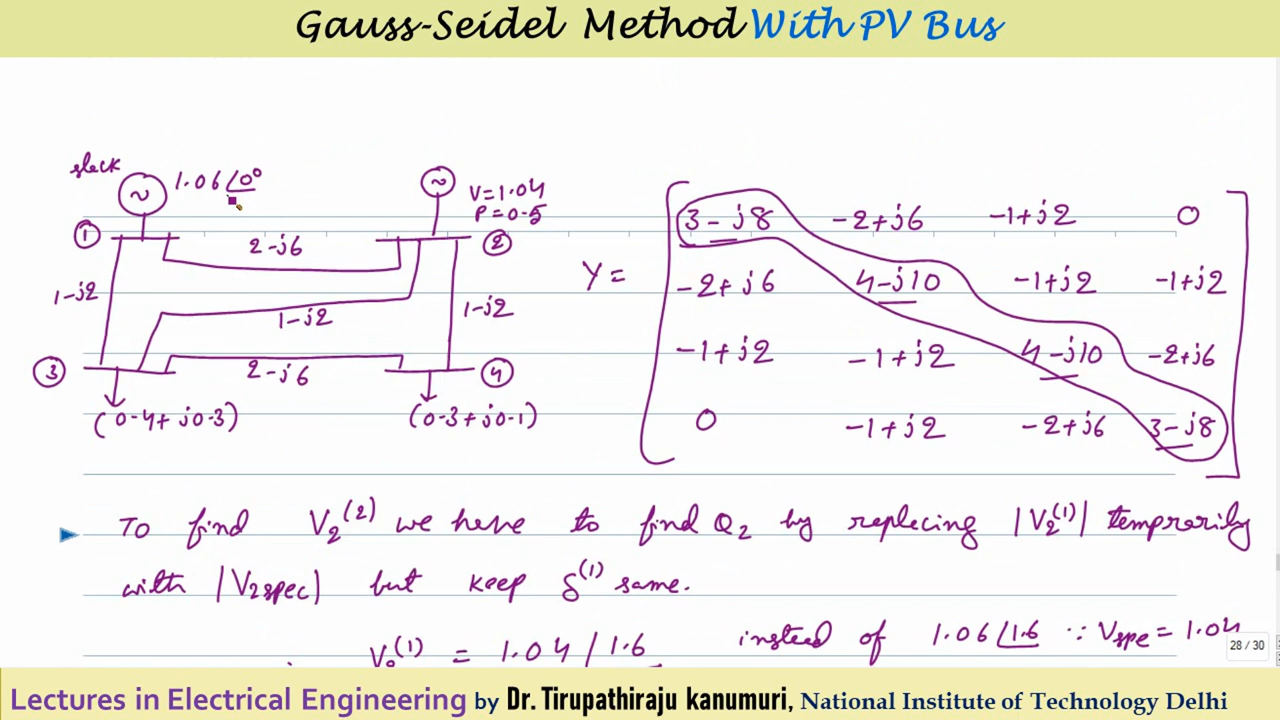 Gauss-Seidel Method With PV Bus
slack
1.06∠0°
V=1.04
P=0-5
① 2-j6 ②
1-j2
1-j2
1-j2
③ 2-j6 ④
(0-4+j0-3)
(0-3+j0-1)
Y=
3-j8 -2+j6 -1+j2 0
-2+j6 4-j10 -1+j2 -1+j2
-1+j2 -1+j2 4-j10 -2+j6
0 -1+j2 -2+j6 3-j8
To find V₂⁽²⁾ we have to find Q₂ by replacing |V₂⁽¹⁾| temprorily
with |V₂spec| but keep δ⁽¹⁾ same.
V₂⁽¹⁾ = 1.04∠1.6 instead of 1.06∠1.6 ∵ Vspe = 1.04
28 / 30
Lectures in Electrical Engineering by Dr. Tirupathiraju kanumuri, National Institute of Technology Delhi